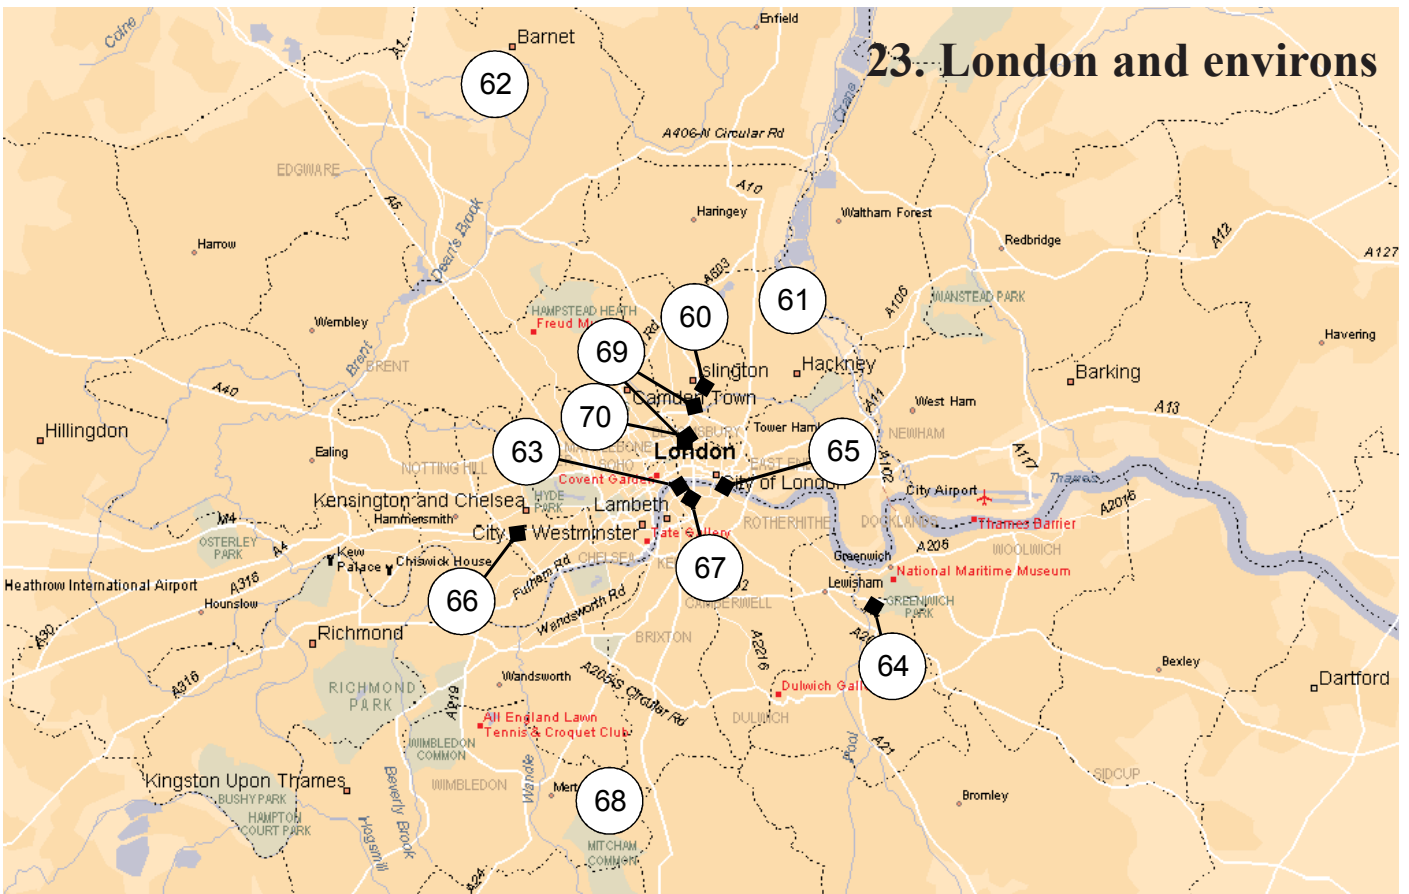 Enfield
Colne
A1
Barnet
23. London and environs
62
Crane
A406-N Circular Rd
EDGWARE
A10
A5
Haringey
Waltham Forest
Dean's Brook
Harrow
Redbridge
A12
A127
A503
61
A106
WANSTEAD PARK
HAMPSTEAD HEATH
60
Freud
Rd
Wembley
Havering
69
Brent
BRENT
slington
Hackney
Barking
A40
Camden Town
A11
West Ham
A13
70
Tower
Hillingdon
NEWHAM
63
London
65
Ealing
NOTTING HILL
SOHO
EAST
A102
A117
Covent Garden
City of London
Thames
City Airport
A2016
Kensington and Chelsea
HYDE
PARK
Lambeth
Hammersmith
M4
ROTHERHITHE
DOCKLANDS
Thames Barrier
City of Westminster
Tate Gallery
OSTERLEY
PARK
A4
Kew
Palace
Chiswick House
CHELSEA
Greenwich
A205
WOOLWICH
67
National Maritime Museum
Heathrow International Airport
A316
Fulham Rd
Lewisham
Hounslow
66
Wandsworth Rd
CAMBERWELL
GREENWICH
PARK
A30
Richmond
BRIXTON
A2216
64
Bexley
A316
RICHMOND
PARK
Wandsworth
A205-S Circular Rd
Dulwich
Dartford
A219
All England Lawn
Tennis & Croquet Club
DULWICH
WIMBLEDON
COMMON
Pool
A21
Kingston Upon Thames
WIMBLEDON
SIDCUP
BUSHY PARK
Beverly Brook
Wandle
68
Bromley
HAMPTON
COURT PARK
Hogsmill
MITCHAM
COMMON
A24